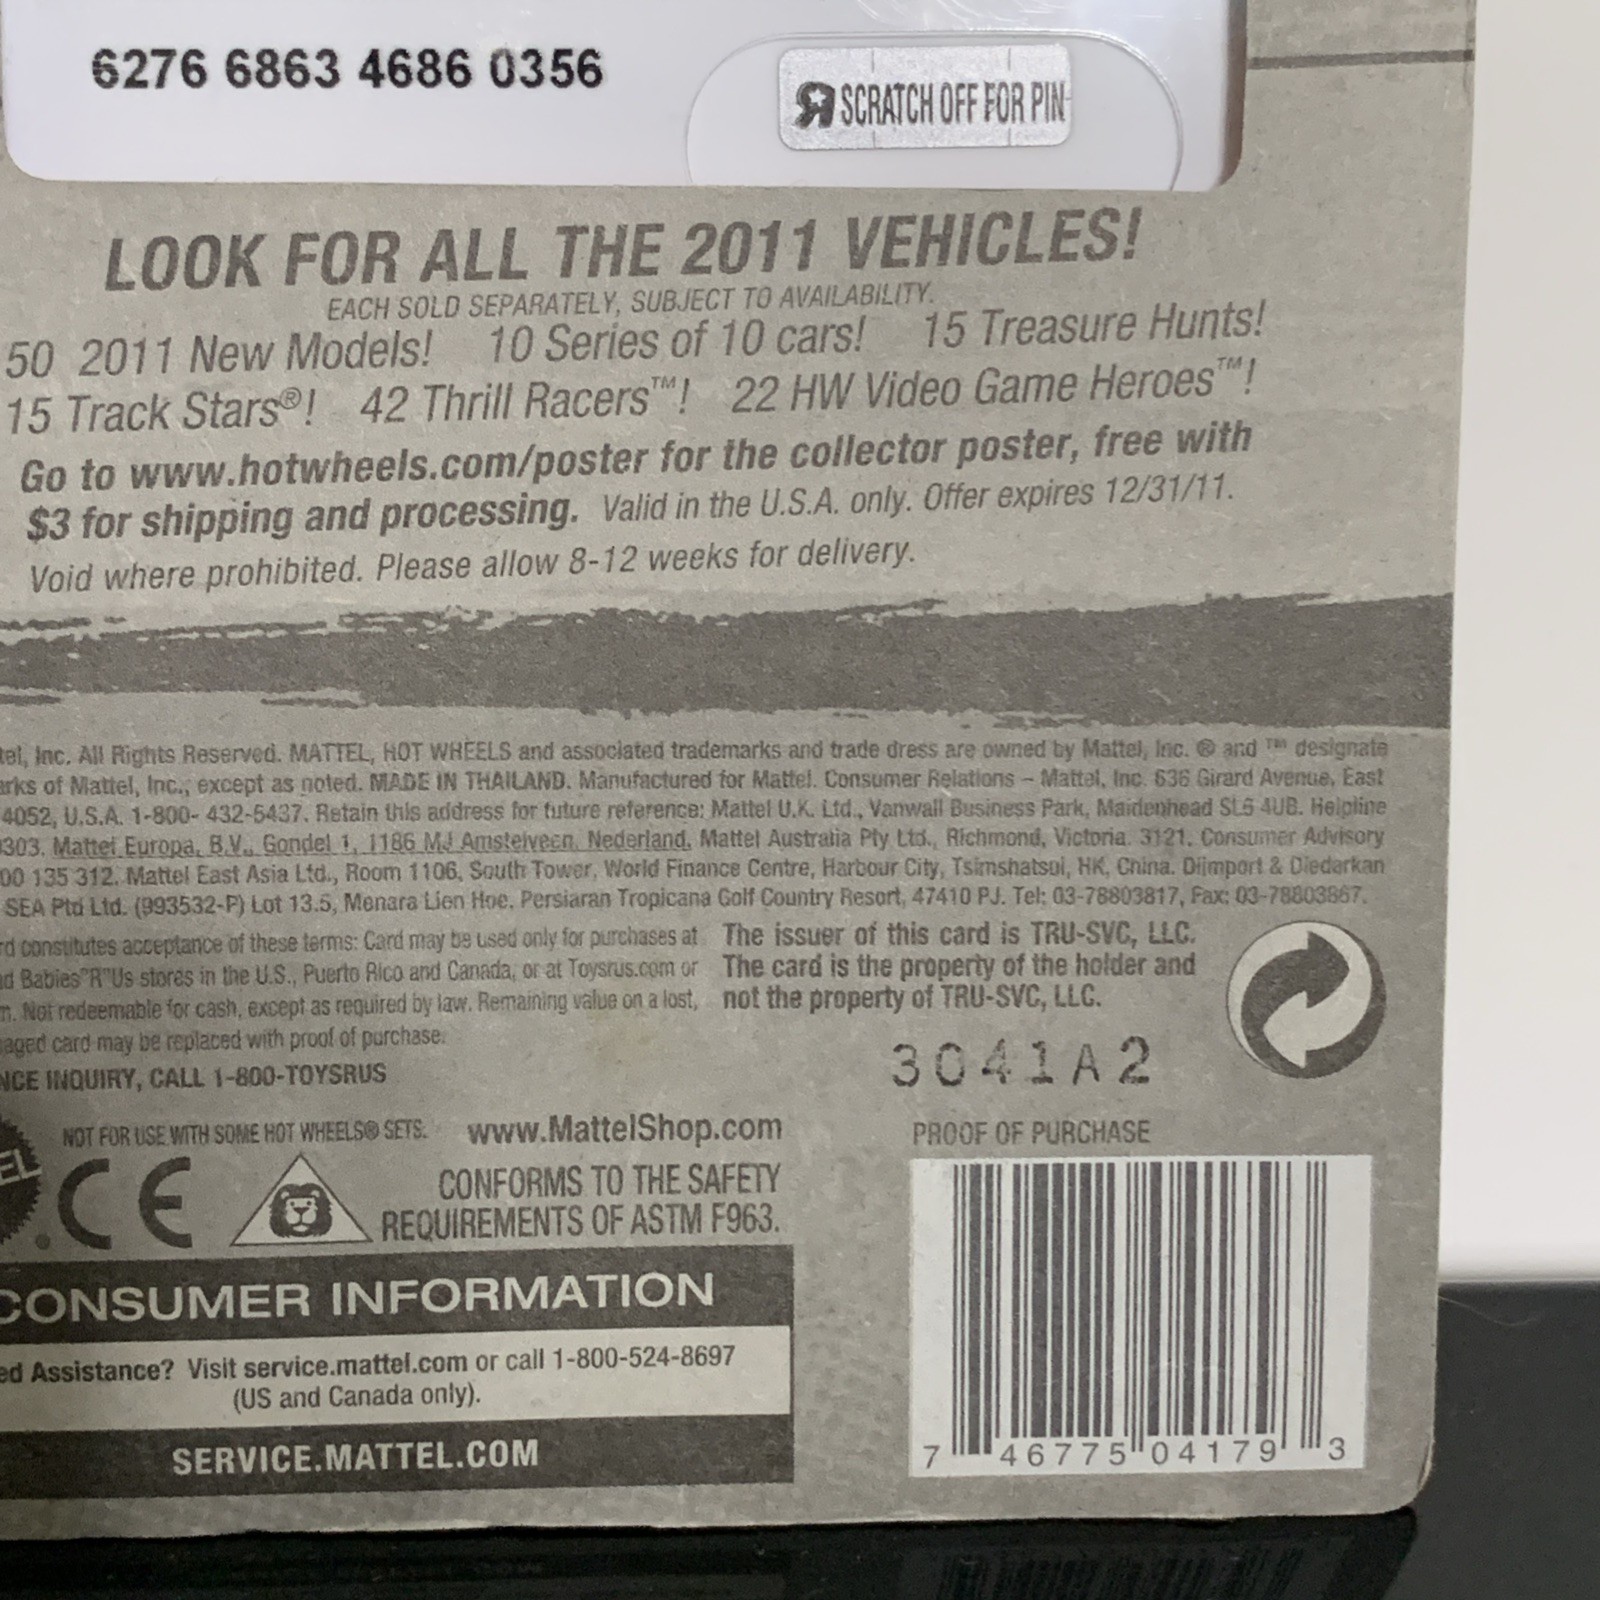 6276 6863 4686 0356
R SCRATCH OFF FOR PIN
LOOK FOR ALL THE 2011 VEHICLES!
EACH SOLD SEPARATELY, SUBJECT TO AVAILABILITY.
50 2011 New Models! 10 Series of 10 cars! 15 Treasure Hunts!
15 Track Stars®! 42 Thrill Racers™! 22 HW Video Game Heroes™!
Go to www.hotwheels.com/poster for the collector poster, free with
$3 for shipping and processing. Valid in the U.S.A. only. Offer expires 12/31/11.
Void where prohibited. Please allow 8-12 weeks for delivery.
Inc. All Rights Reserved. MATTEL, HOT WHEELS and associated trademarks and trade dress are owned by Mattel, Inc. ® and ™ designate
of Mattel, Inc., except as noted. MADE IN THAILAND. Manufactured for Mattel. Consumer Relations – Mattel, Inc. 636 Girard Avenue, East
4052, U.S.A. 1-800- 432-5437. Retain this address for future reference: Mattel U.K. Ltd., Vanwall Business Park, Maidenhead SL6 4UB. Helpline
303. Mattel Europa, B.V., Gondel 1, 1186 MJ Amstelveen, Nederland. Mattel Australia Pty Ltd., Richmond, Victoria. 3121. Consumer Advisory
00 135 312. Mattel East Asia Ltd., Room 1106, South Tower, World Finance Centre, Harbour City, Tsimshatsui, HK, China. Diimport & Diedarkan
SEA Ptd Ltd. (993532-P) Lot 13.5, Menara Lien Hoe, Persiaran Tropicana Golf Country Resort, 47410 PJ. Tel: 03-78803817, Fax: 03-78803867.
constitutes acceptance of these terms: Card may be used only for purchases at
Babies"R"Us stores in the U.S., Puerto Rico and Canada, or at Toysrus.com or
Not redeemable for cash, except as required by law. Remaining value on a lost,
card may be replaced with proof of purchase.
INQUIRY, CALL 1-800-TOYSRUS
The issuer of this card is TRU-SVC, LLC.
The card is the property of the holder and
not the property of TRU-SVC, LLC.
3041A2
NOT FOR USE WITH SOME HOT WHEELS® SETS. www.MattelShop.com
CE
CONFORMS TO THE SAFETY
REQUIREMENTS OF ASTM F963.
PROOF OF PURCHASE
7 46775 04179 3
CONSUMER INFORMATION
Assistance? Visit service.mattel.com or call 1-800-524-8697
(US and Canada only).
SERVICE.MATTEL.COM